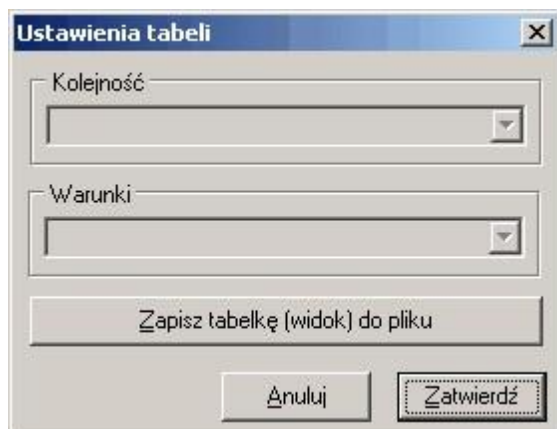 Ustawienia tabeli
Kolejność
Warunki
Zapisz tabelkę (widok) do pliku
Anuluj
Zatwierdź